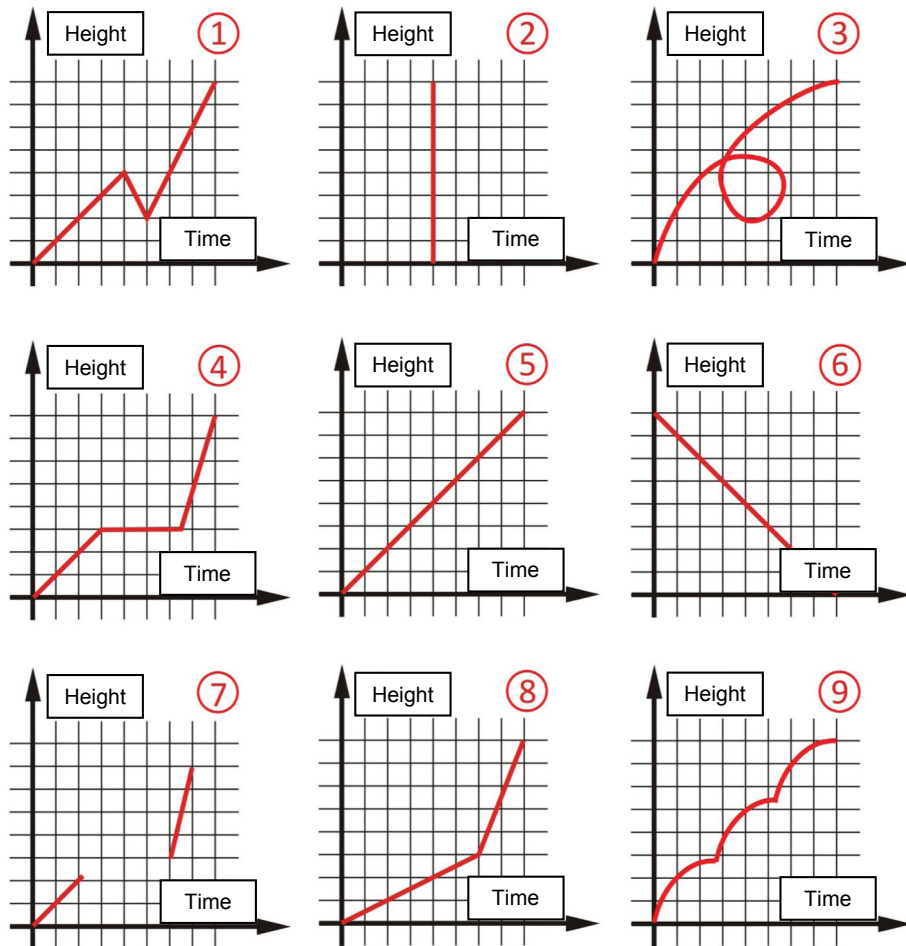 Height ①
Time
Height ②
Time
Height ③
Time
Height ④
Time
Height ⑤
Time
Height ⑥
Time
Height ⑦
Time
Height ⑧
Time
Height ⑨
Time